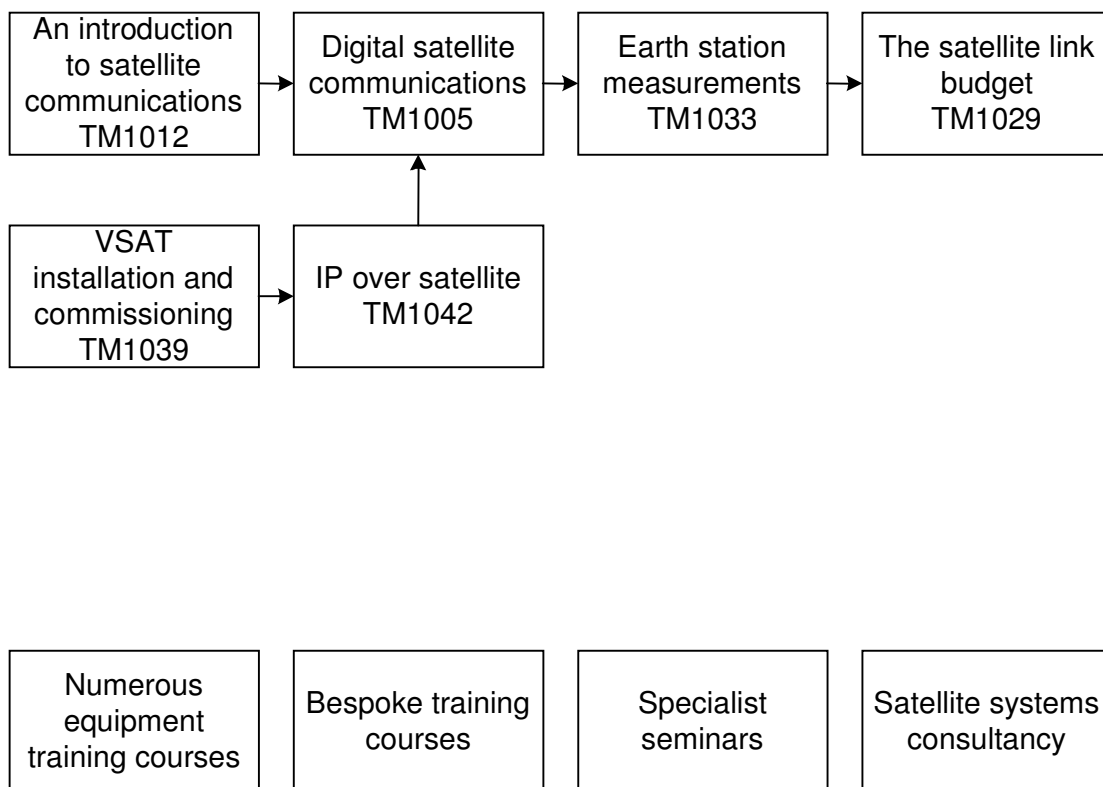 An introduction
to satellite
communications
TM1012
Digital satellite
communications
TM1005
Earth station
measurements
TM1033
The satellite link
budget
TM1029
VSAT
installation and
commissioning
TM1039
IP over satellite
TM1042
Numerous
equipment
training courses
Bespoke training
courses
Specialist
seminars
Satellite systems
consultancy